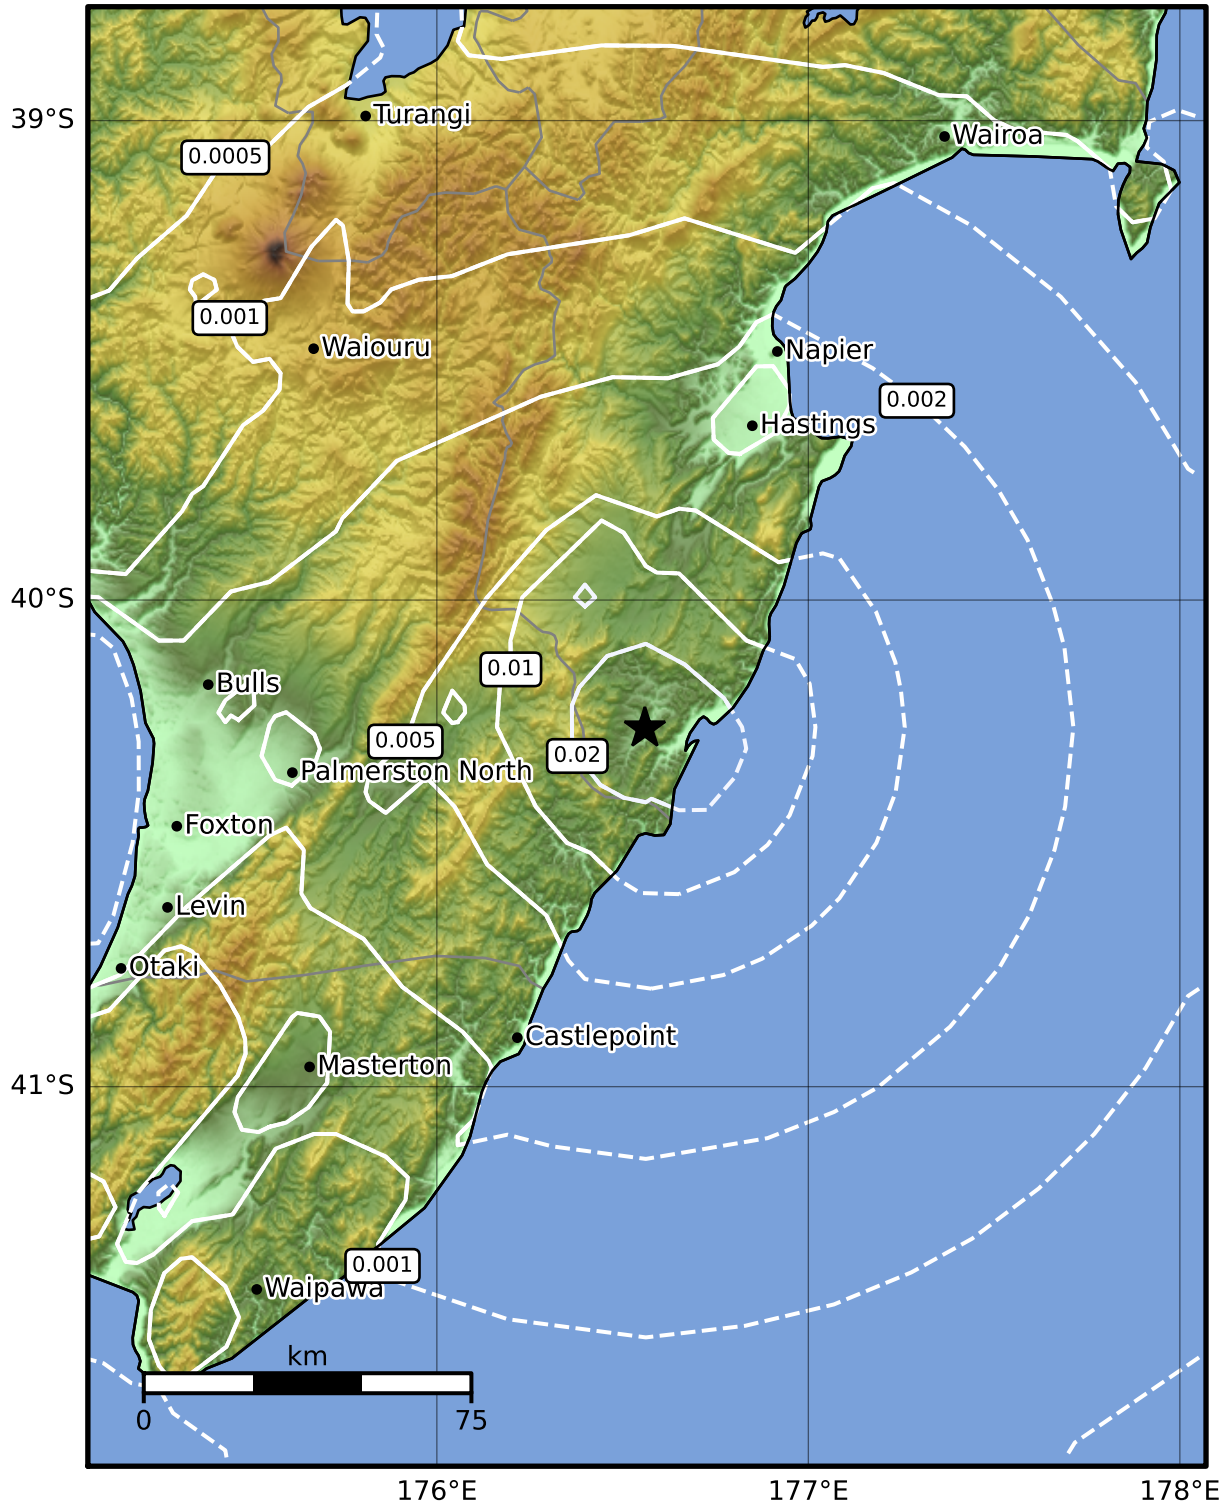 39°S
Turangi
Wairoa
0.0005
0.001
Waiouru
Napier
0.002
Hastings
40°S
0.01
Bulls
0.005
0.02
Palmerston North
Foxton
Levin
Otaki
Castlepoint
Masterton
41°S
0.001
Waipawa
km
0 75
176°E 177°E 178°E